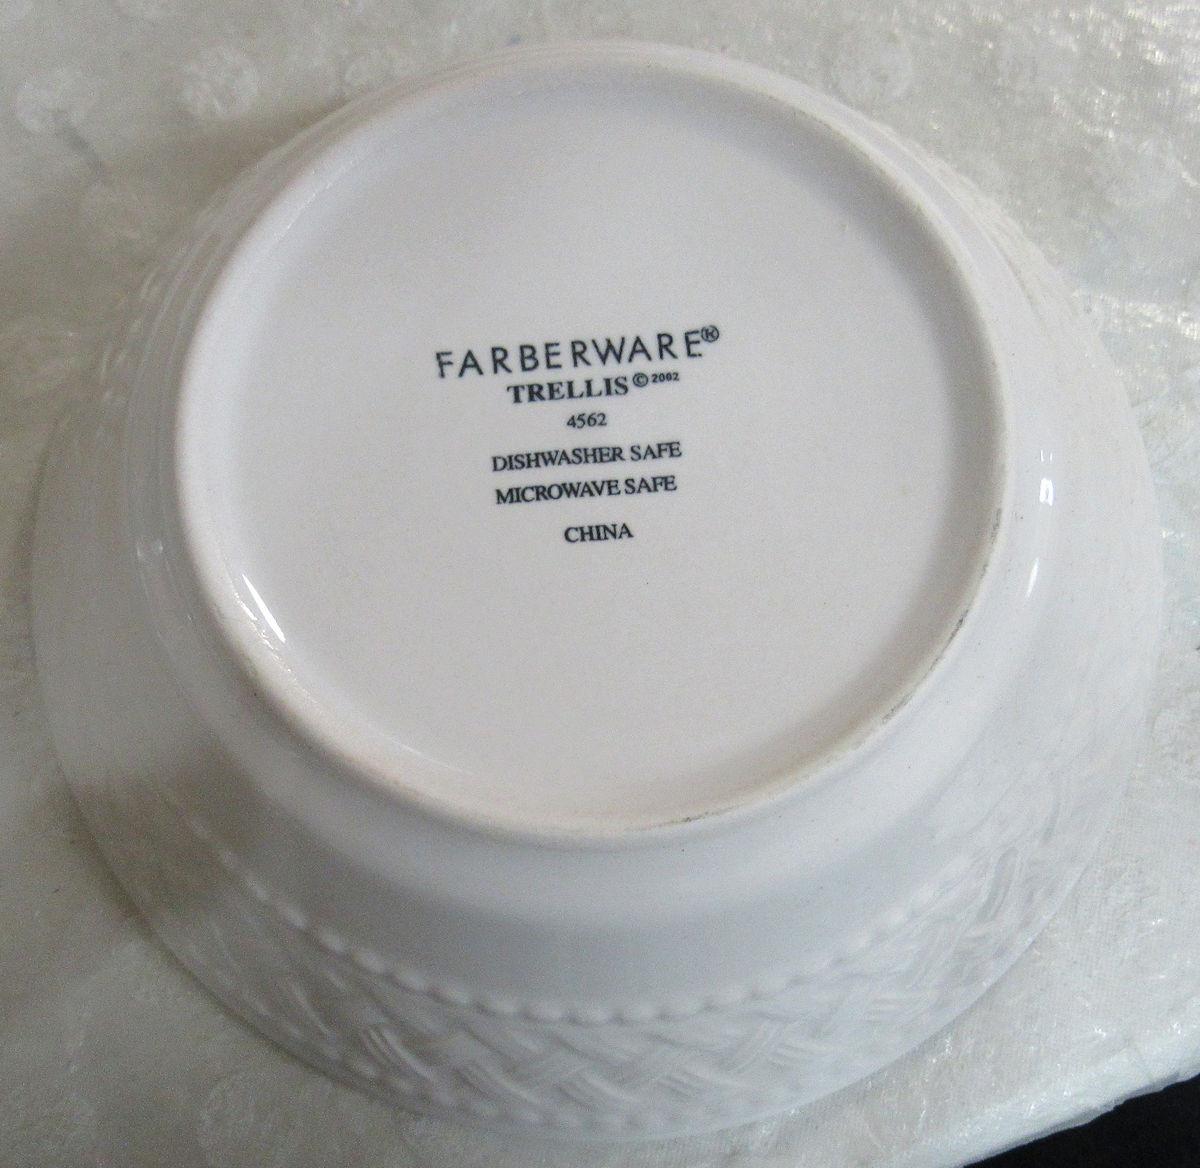 FARBERWARE®
TRELLIS © 2002
4562
DISHWASHER SAFE
MICROWAVE SAFE
CHINA